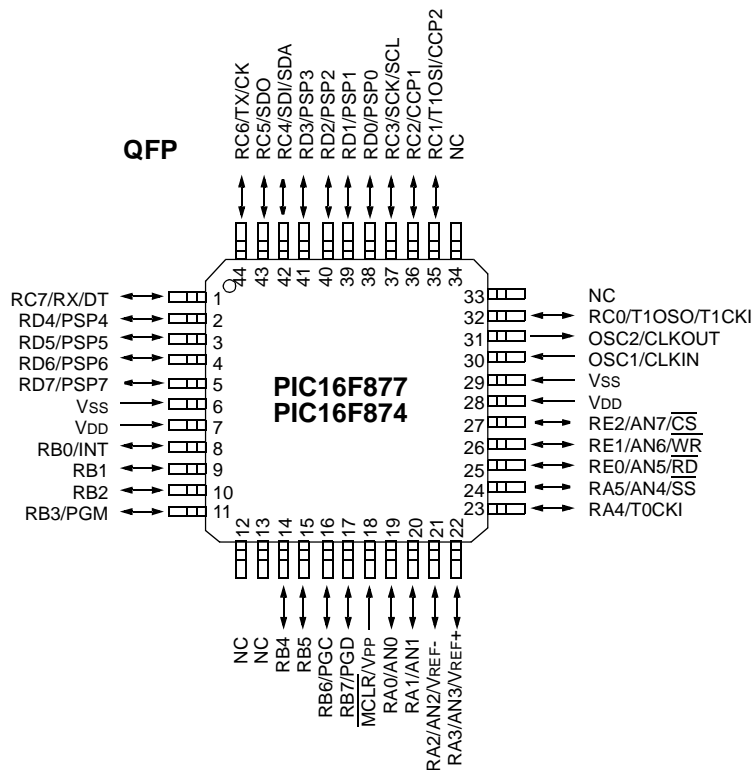 QFP
RC6/TX/CK
RC5/SDO
RC4/SDI/SDA
RD3/PSP3
RD2/PSP2
RD1/PSP1
RD0/PSP0
RC3/SCK/SCL
RC2/CCP1
RC1/T1OSI/CCP2
NC
44
43
42
41
40
39
38
37
36
35
34
RC7/RX/DT 1
RD4/PSP4 2
RD5/PSP5 3
RD6/PSP6 4
RD7/PSP7 5
VSS 6
VDD 7
RB0/INT 8
RB1 9
RB2 10
RB3/PGM 11
PIC16F877
PIC16F874
33 NC
32 RC0/T1OSO/T1CKI
31 OSC2/CLKOUT
30 OSC1/CLKIN
29 VSS
28 VDD
27 RE2/AN7/CS
26 RE1/AN6/WR
25 RE0/AN5/RD
24 RA5/AN4/SS
23 RA4/T0CKI
12
13
14
15
16
17
18
19
20
21
22
NC
NC
RB4
RB5
RB6/PGC
RB7/PGD
MCLR/VPP
RA0/AN0
RA1/AN1
RA2/AN2/VREF-
RA3/AN3/VREF+